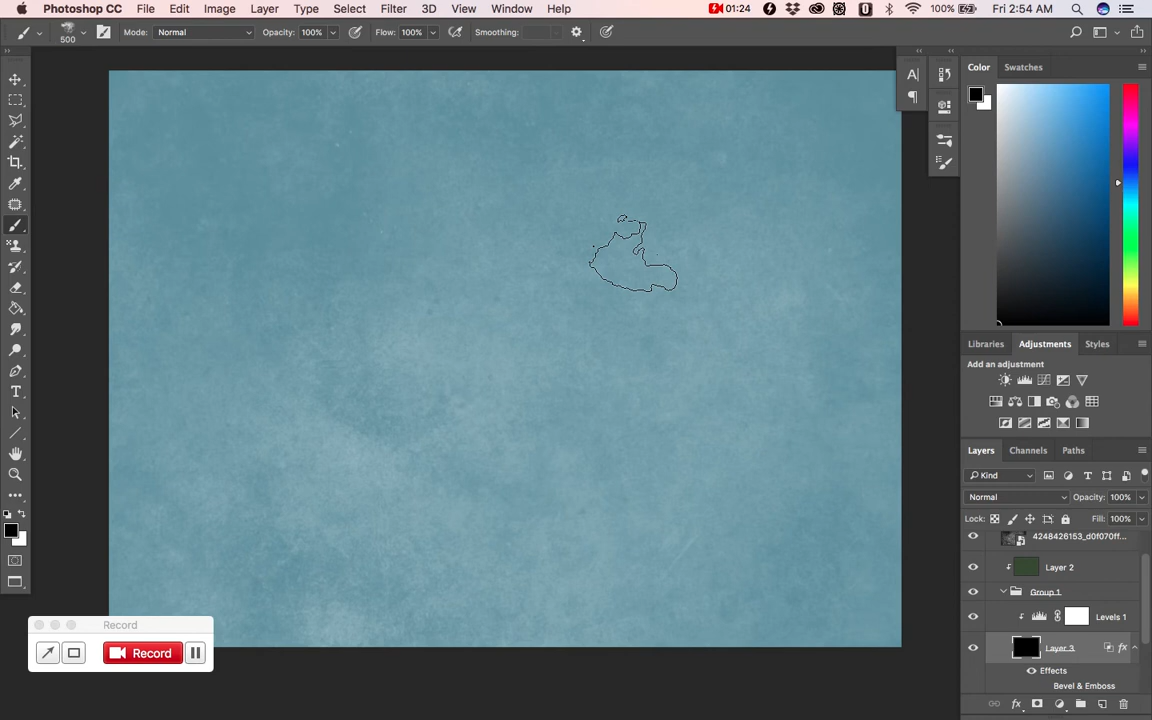 Photoshop CC File Edit Image Layer Type Select Filter 3D View Window Help 01:24 100% Fri 2:54 AM
500 Mode: Normal Opacity: 100% Flow: 100% Smoothing:
Color Swatches
Libraries Adjustments Styles
Add an adjustment
Layers Channels Paths
Kind
Normal Opacity: 100%
Lock: Fill: 100%
4248426153_d0f070ff...
Layer 2
Group 1
Levels 1
Layer 3 fx
Effects
Bevel & Emboss
fx
Record
Record